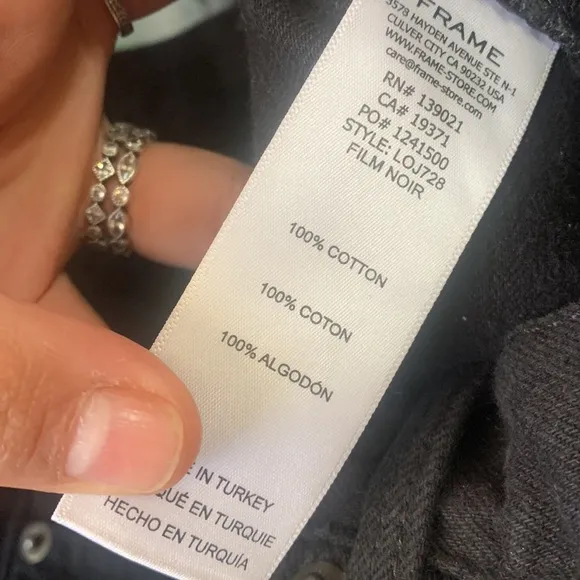 FRAME
3578 HAYDEN AVENUE STE N-1
CULVER CITY CA 90232 USA
WWW.FRAME-STORE.COM
care@frame-store.com
RN# 139021
CA# 19371
PO# 1241500
STYLE: LOJ728
FILM NOIR
100% COTTON
100% COTON
100% ALGODÓN
E IN TURKEY
QUÉ EN TURQUIE
HECHO EN TURQUÍA